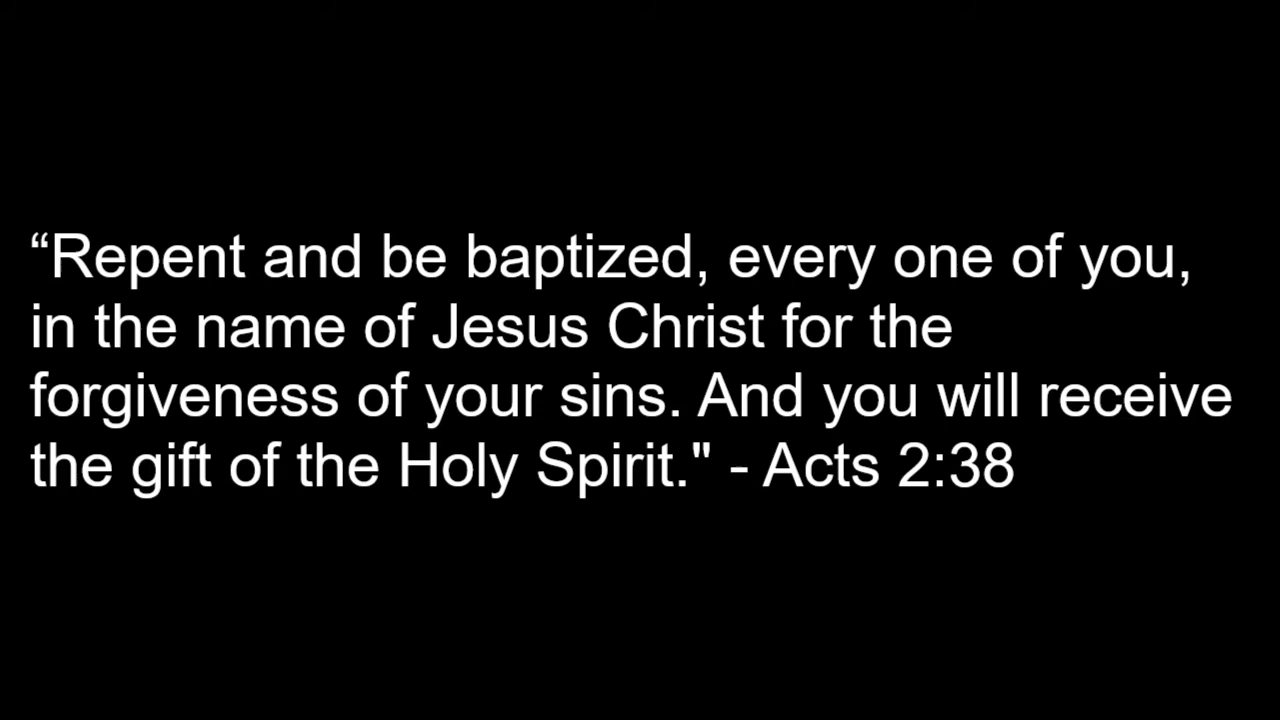 “Repent and be baptized, every one of you,
in the name of Jesus Christ for the
forgiveness of your sins. And you will receive
the gift of the Holy Spirit." - Acts 2:38